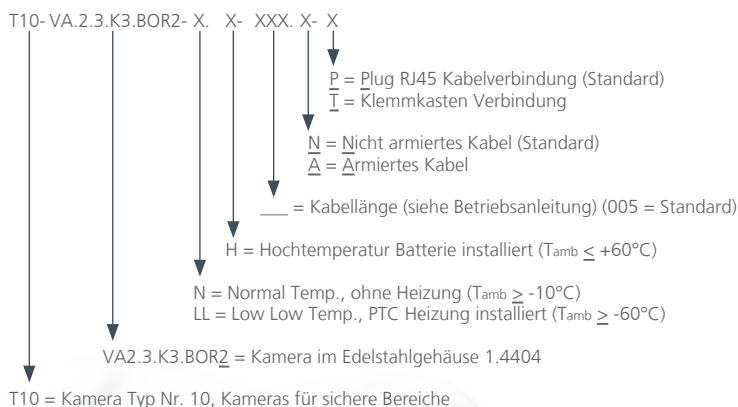 T10- VA.2.3.K3.BOR2- X. X- XXX. X- X
P = Plug RJ45 Kabelverbindung (Standard)
T = Klemmkasten Verbindung
N = Nicht armiertes Kabel (Standard)
A = Armiertes Kabel
___ = Kabellänge (siehe Betriebsanleitung) (005 = Standard)
H = Hochtemperatur Batterie installiert (Tamb ≤ +60°C)
N = Normal Temp., ohne Heizung (Tamb ≥ -10°C)
LL = Low Low Temp., PTC Heizung installiert (Tamb ≥ -60°C)
VA2.3.K3.BOR2 = Kamera im Edelstahlgehäuse 1.4404
T10 = Kamera Typ Nr. 10, Kameras für sichere Bereiche